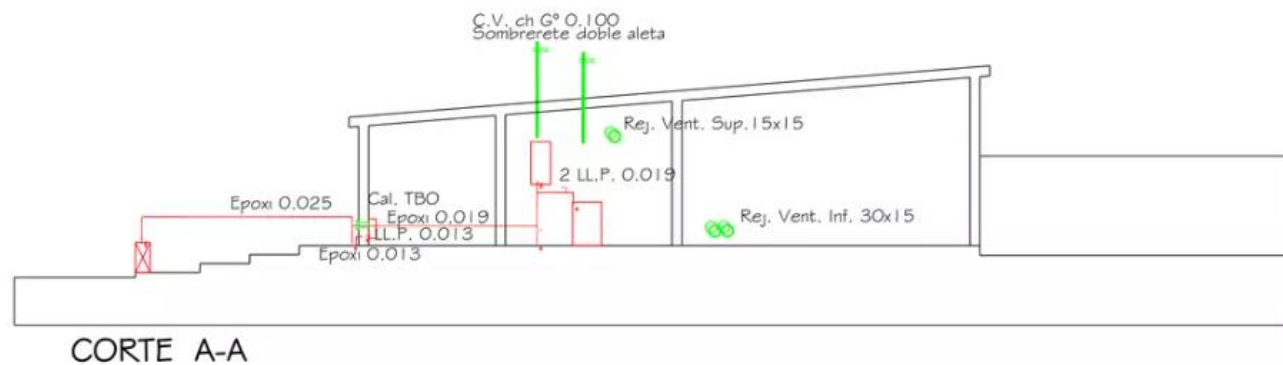 C.V. ch Gº 0.100
Sombrerete doble aleta
Rej. Vent. Sup.15x15
2 LL.P. 0.019
Epoxi 0.025
Cal. TBO
Epoxi 0.019
LL.P. 0.013
Epoxi 0.013
Rej. Vent. Inf. 30x15
CORTE A-A